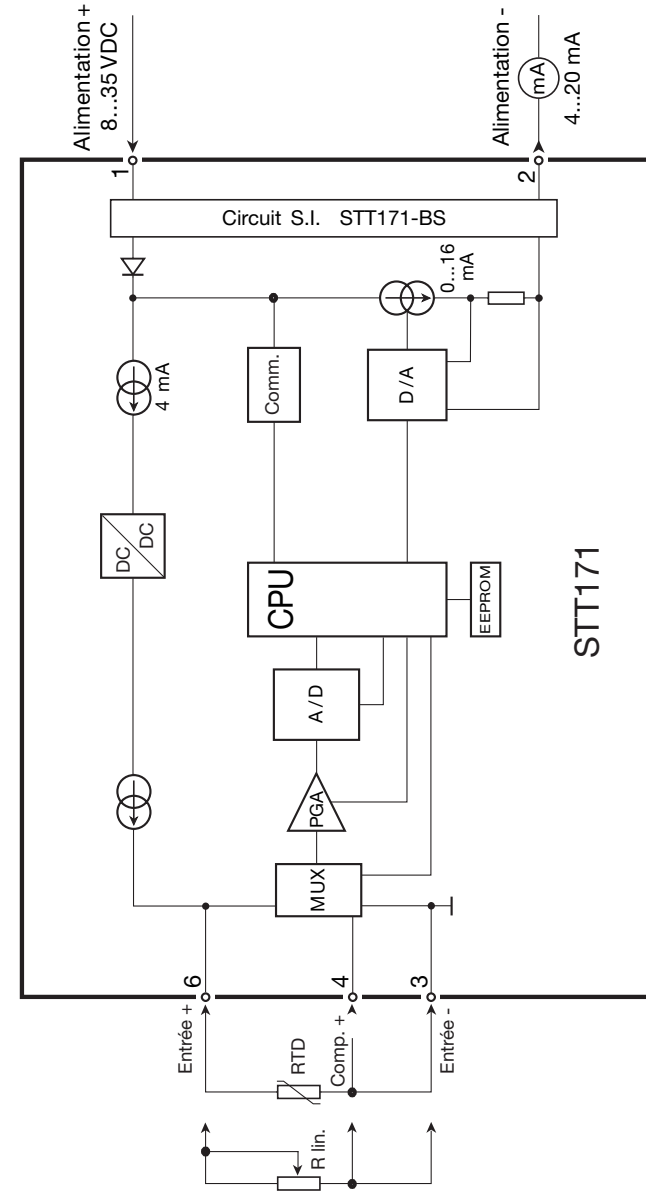 Alimentation +
8...35 VDC
1
Alimentation -
mA
4...20 mA
2
Circuit S.I. STT171-BS
4 mA
0...16
mA
Comm.
D/A
DC
DC
CPU
EEPROM
A/D
PGA
MUX
STT171
6
Entrée +
4
Comp. +
3
Entrée -
RTD
R lin.